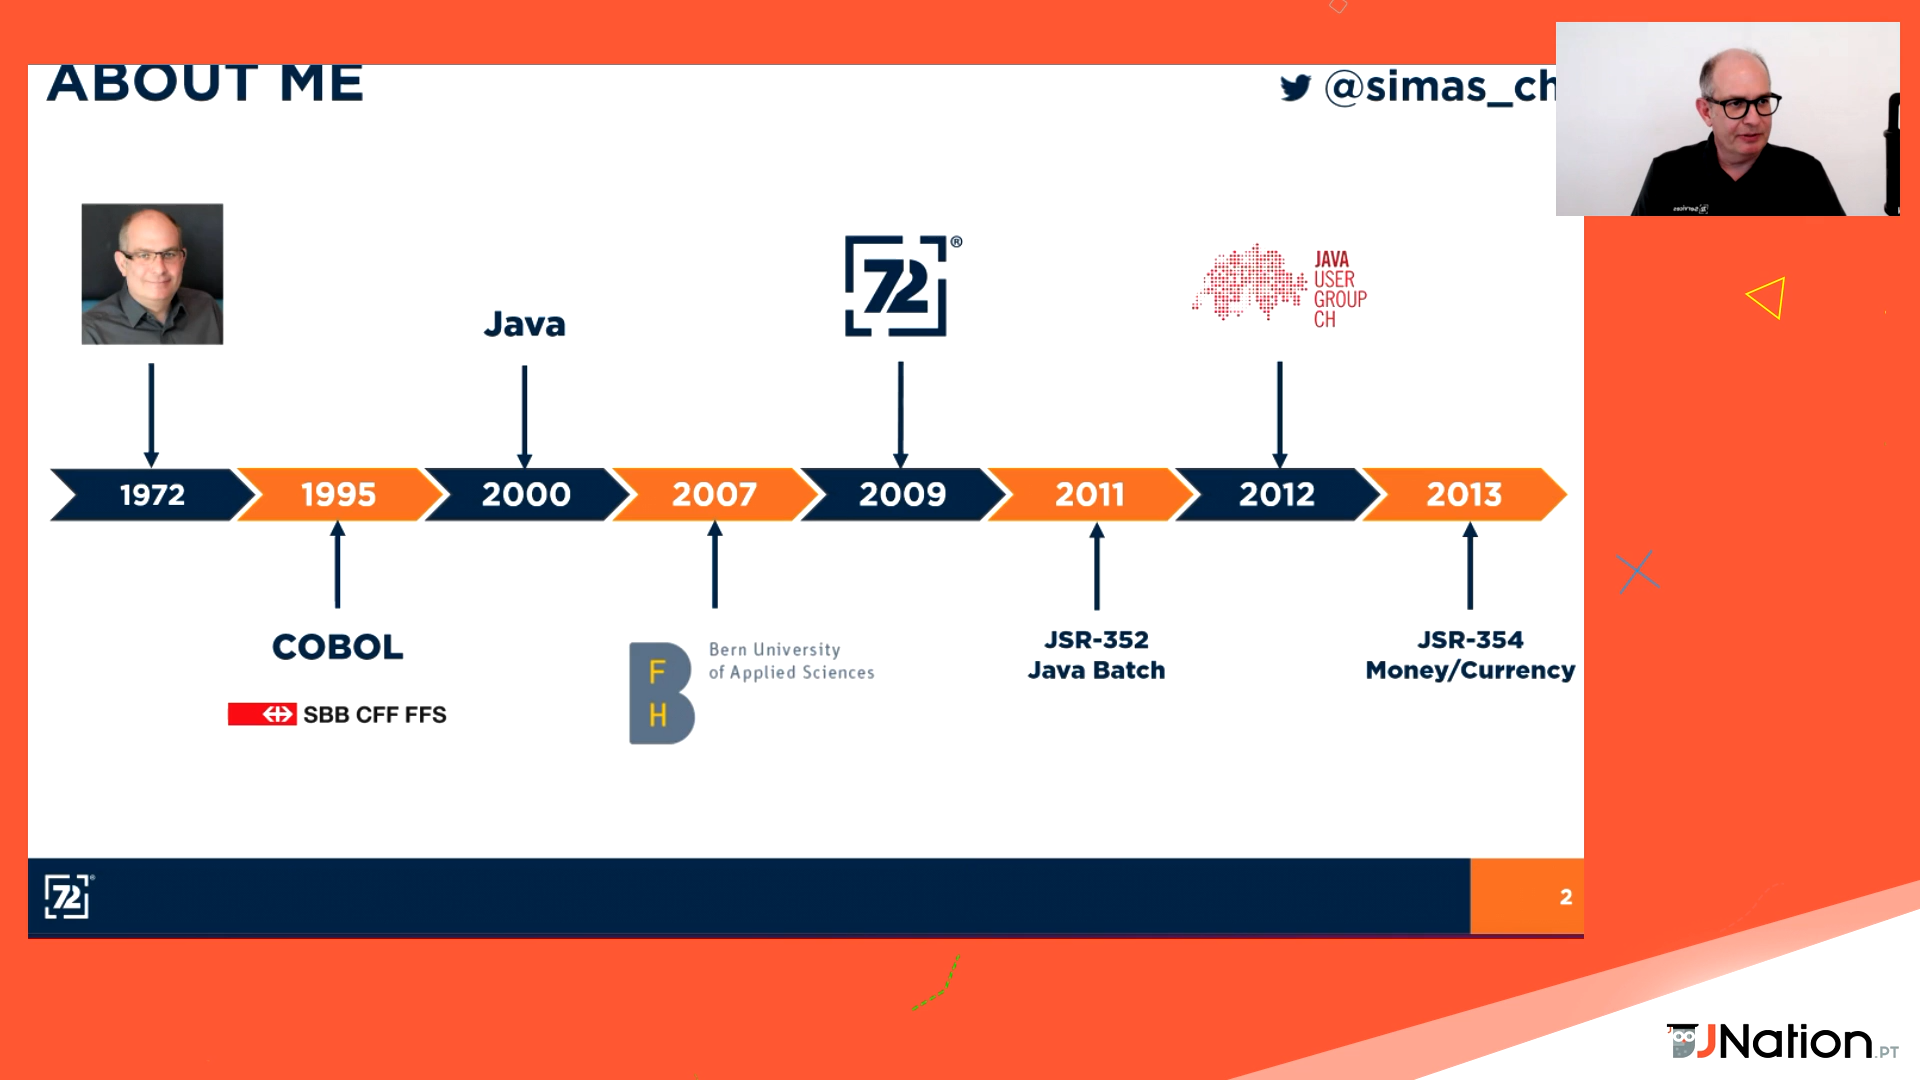 ABOUT ME
@simas_ch
Java
72®
JAVA
USER
GROUP
CH
1972
1995
2000
2007
2009
2011
2012
2013
COBOL
SBB CFF FFS
F
H
Bern University
of Applied Sciences
JSR-352
Java Batch
JSR-354
Money/Currency
72®
2
JNation.PT